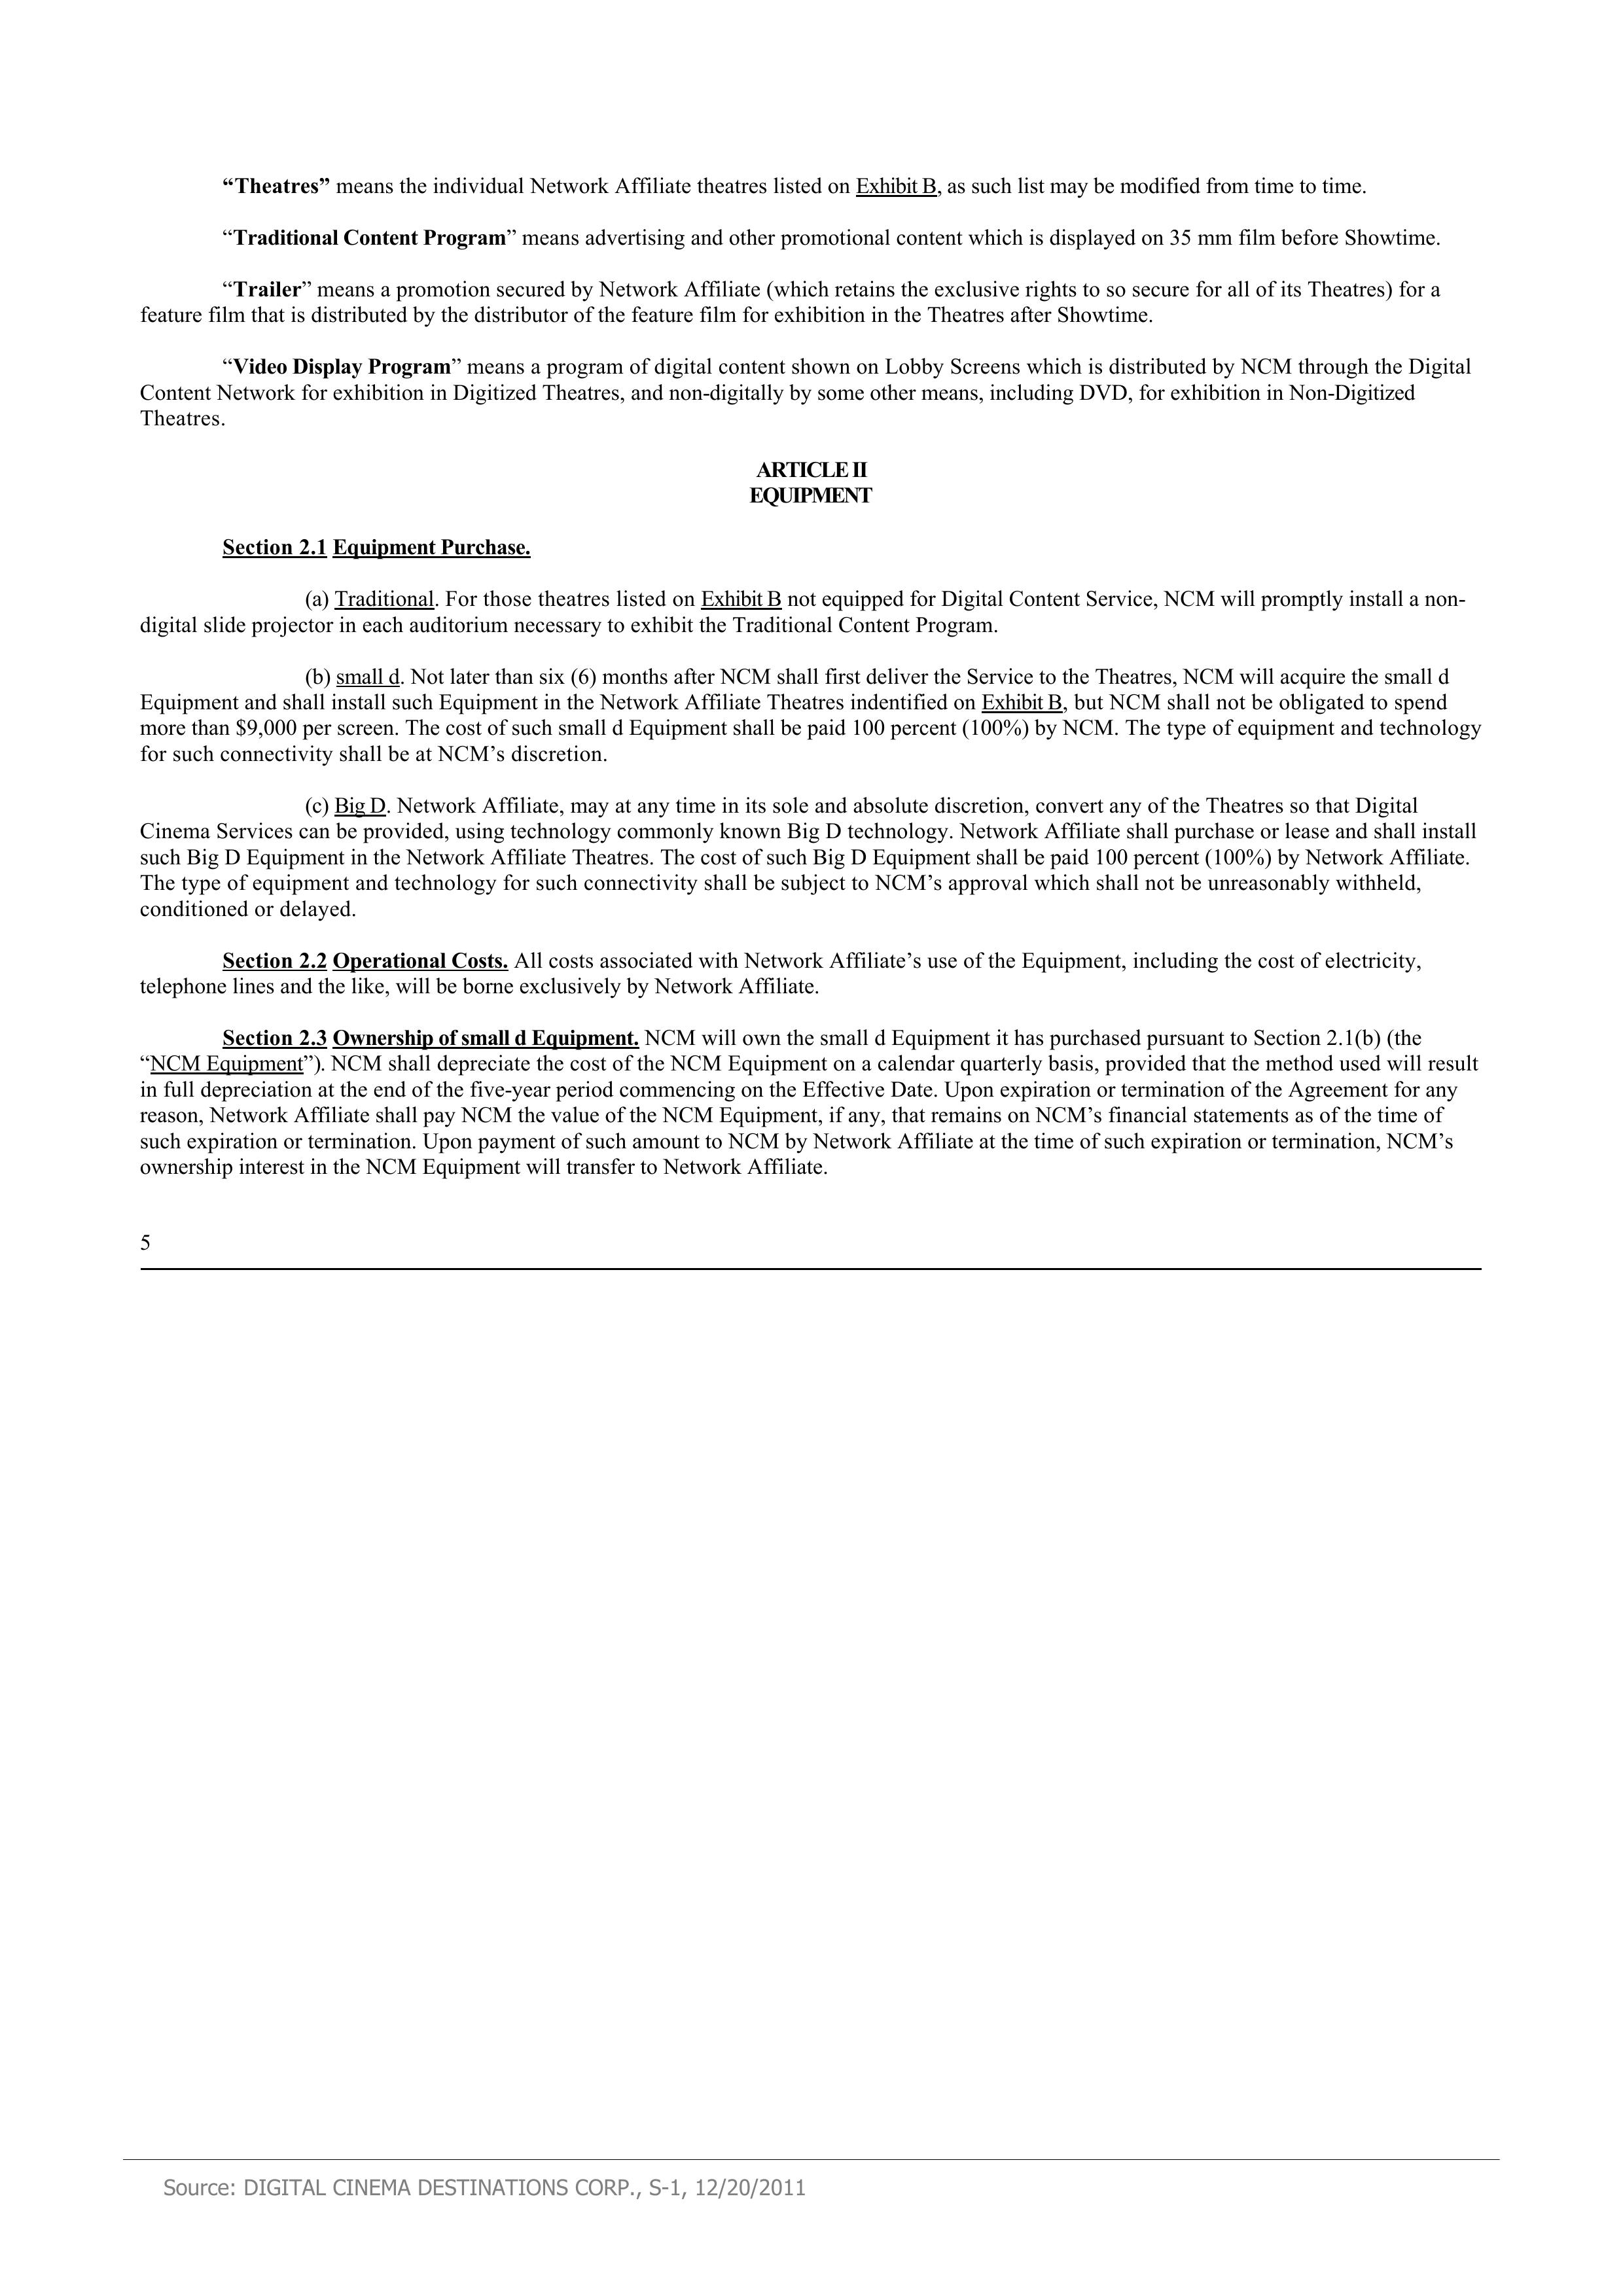 “Theatres” means the individual Network Affiliate theatres listed on Exhibit B, as such list may be modified from time to time.
“Traditional Content Program” means advertising and other promotional content which is displayed on 35 mm film before Showtime.
“Trailer” means a promotion secured by Network Affiliate (which retains the exclusive rights to so secure for all of its Theatres) for a
feature film that is distributed by the distributor of the feature film for exhibition in the Theatres after Showtime.
“Video Display Program” means a program of digital content shown on Lobby Screens which is distributed by NCM through the Digital
Content Network for exhibition in Digitized Theatres, and non-digitally by some other means, including DVD, for exhibition in Non-Digitized
Theatres.
ARTICLE II
EQUIPMENT
Section 2.1 Equipment Purchase.
(a) Traditional. For those theatres listed on Exhibit B not equipped for Digital Content Service, NCM will promptly install a non-
digital slide projector in each auditorium necessary to exhibit the Traditional Content Program.
(b) small d. Not later than six (6) months after NCM shall first deliver the Service to the Theatres, NCM will acquire the small d
Equipment and shall install such Equipment in the Network Affiliate Theatres indentified on Exhibit B, but NCM shall not be obligated to spend
more than $9,000 per screen. The cost of such small d Equipment shall be paid 100 percent (100%) by NCM. The type of equipment and technology
for such connectivity shall be at NCM’s discretion.
(c) Big D. Network Affiliate, may at any time in its sole and absolute discretion, convert any of the Theatres so that Digital
Cinema Services can be provided, using technology commonly known Big D technology. Network Affiliate shall purchase or lease and shall install
such Big D Equipment in the Network Affiliate Theatres. The cost of such Big D Equipment shall be paid 100 percent (100%) by Network Affiliate.
The type of equipment and technology for such connectivity shall be subject to NCM’s approval which shall not be unreasonably withheld,
conditioned or delayed.
Section 2.2 Operational Costs. All costs associated with Network Affiliate’s use of the Equipment, including the cost of electricity,
telephone lines and the like, will be borne exclusively by Network Affiliate.
Section 2.3 Ownership of small d Equipment. NCM will own the small d Equipment it has purchased pursuant to Section 2.1(b) (the
“NCM Equipment”). NCM shall depreciate the cost of the NCM Equipment on a calendar quarterly basis, provided that the method used will result
in full depreciation at the end of the five-year period commencing on the Effective Date. Upon expiration or termination of the Agreement for any
reason, Network Affiliate shall pay NCM the value of the NCM Equipment, if any, that remains on NCM’s financial statements as of the time of
such expiration or termination. Upon payment of such amount to NCM by Network Affiliate at the time of such expiration or termination, NCM’s
ownership interest in the NCM Equipment will transfer to Network Affiliate.
5
Source: DIGITAL CINEMA DESTINATIONS CORP., S-1, 12/20/2011